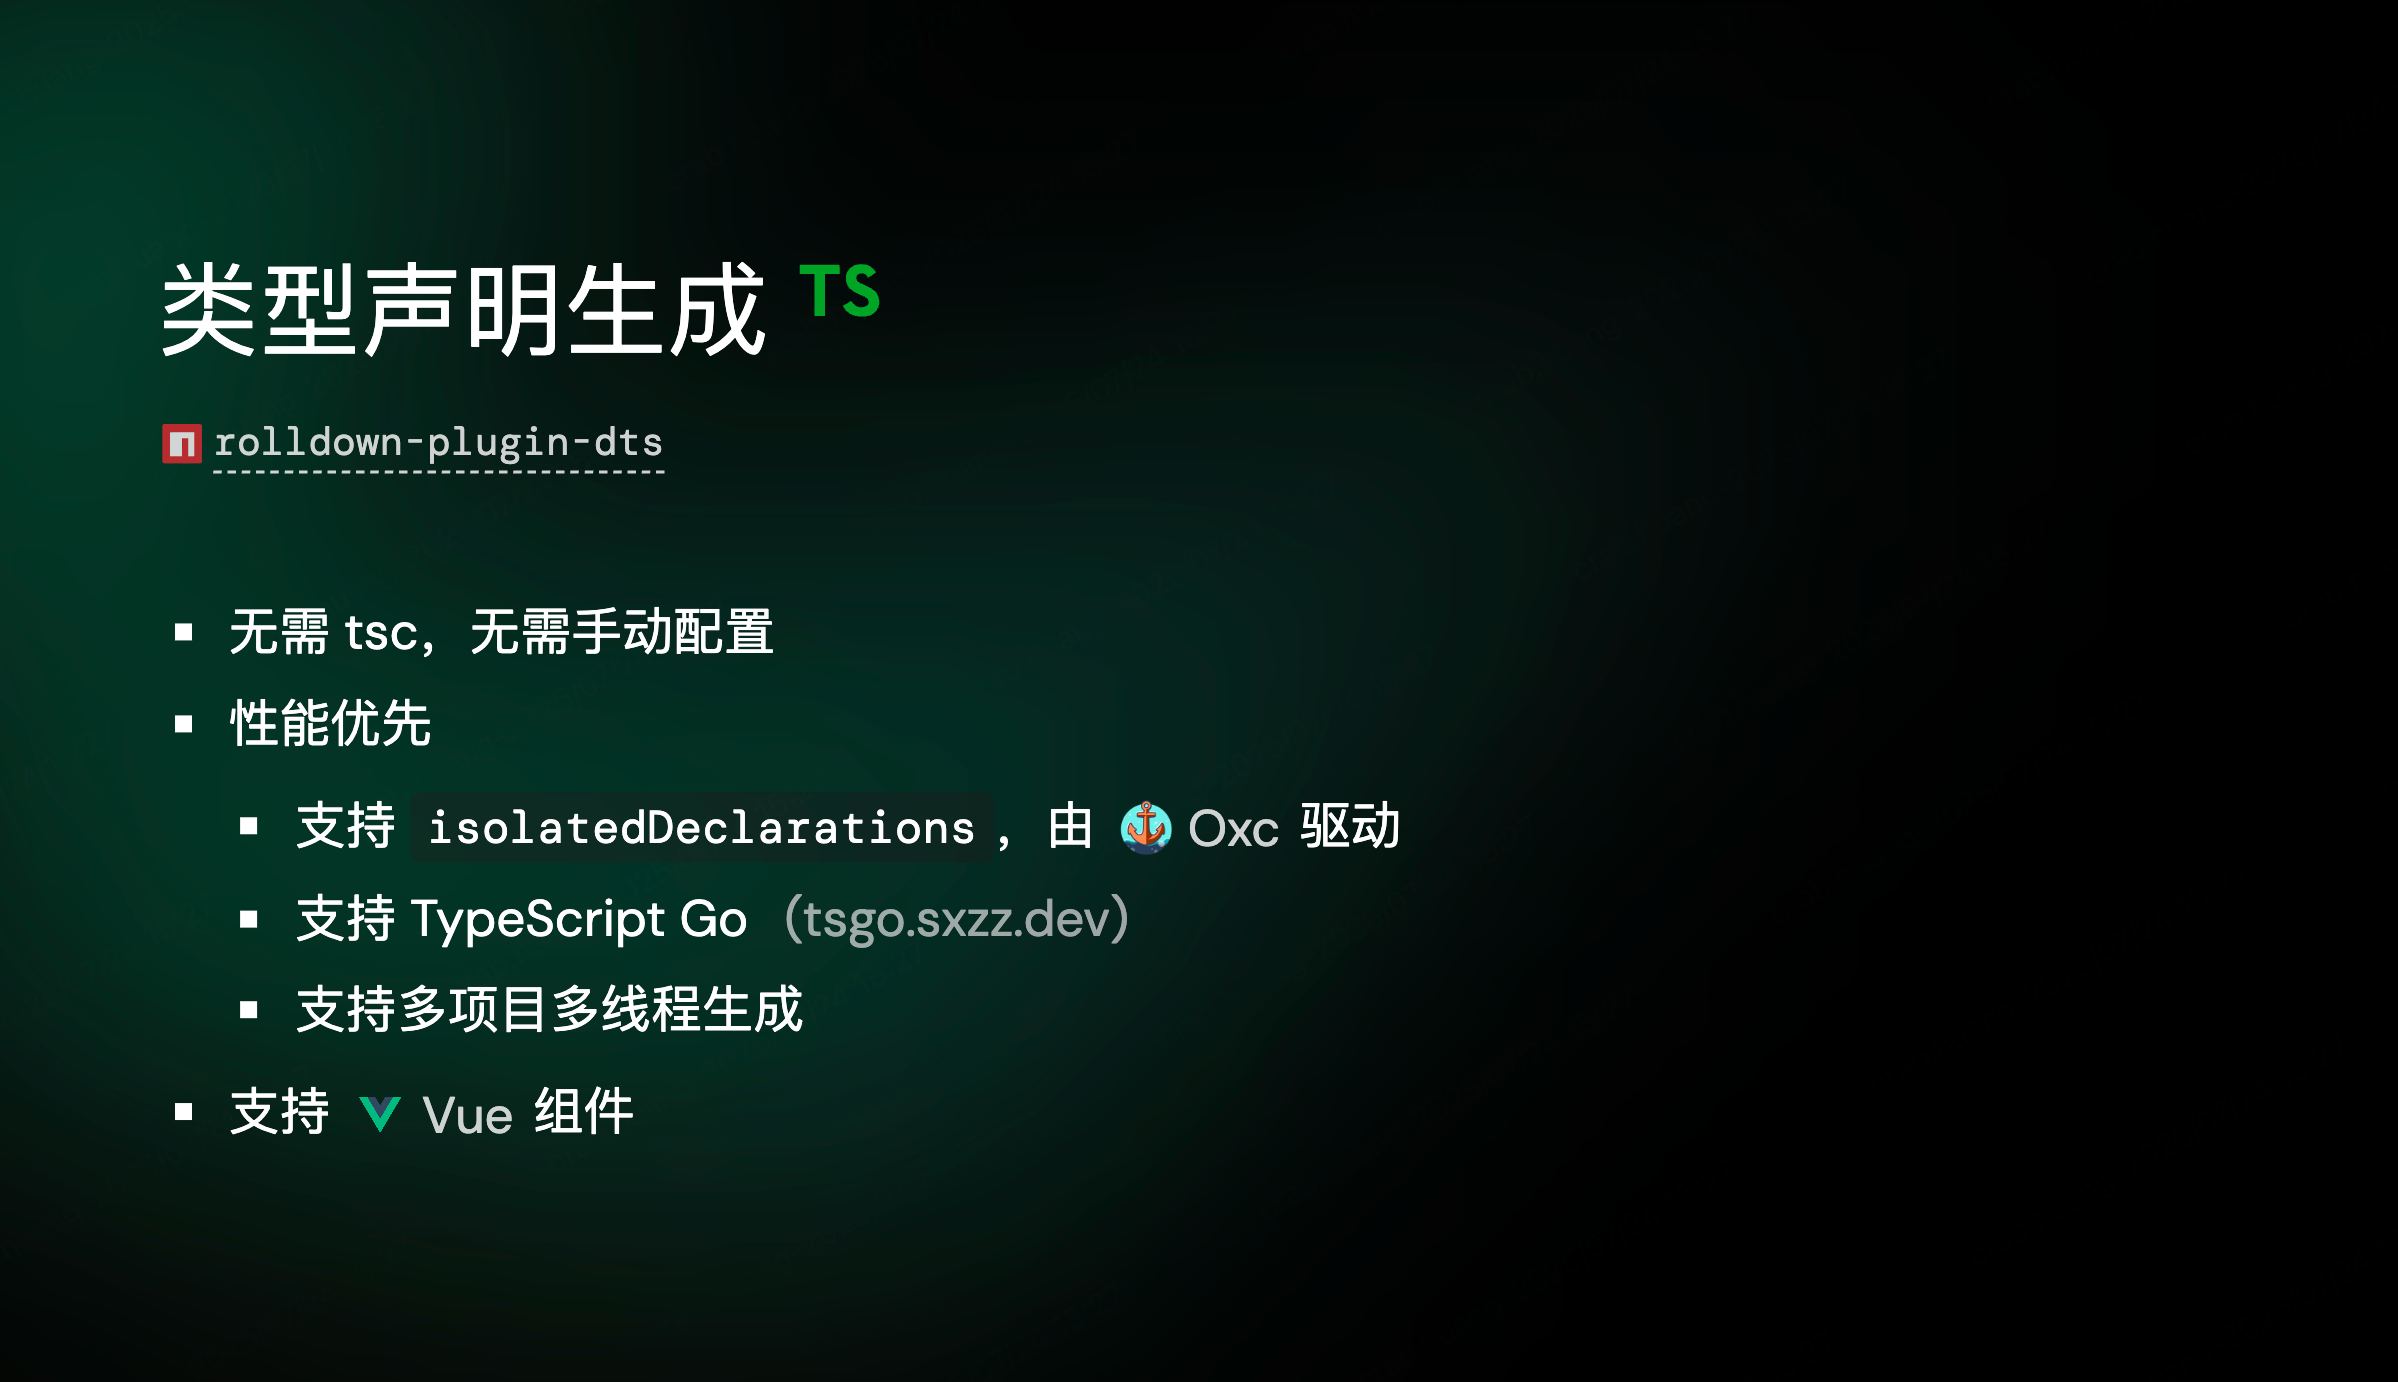 类型声明生成 TS
rolldown-plugin-dts
无需 tsc，无需手动配置
性能优先
支持 isolatedDeclarations，由 Oxc 驱动
支持 TypeScript Go（tsgo.sxzz.dev）
支持多项目多线程生成
支持 Vue 组件